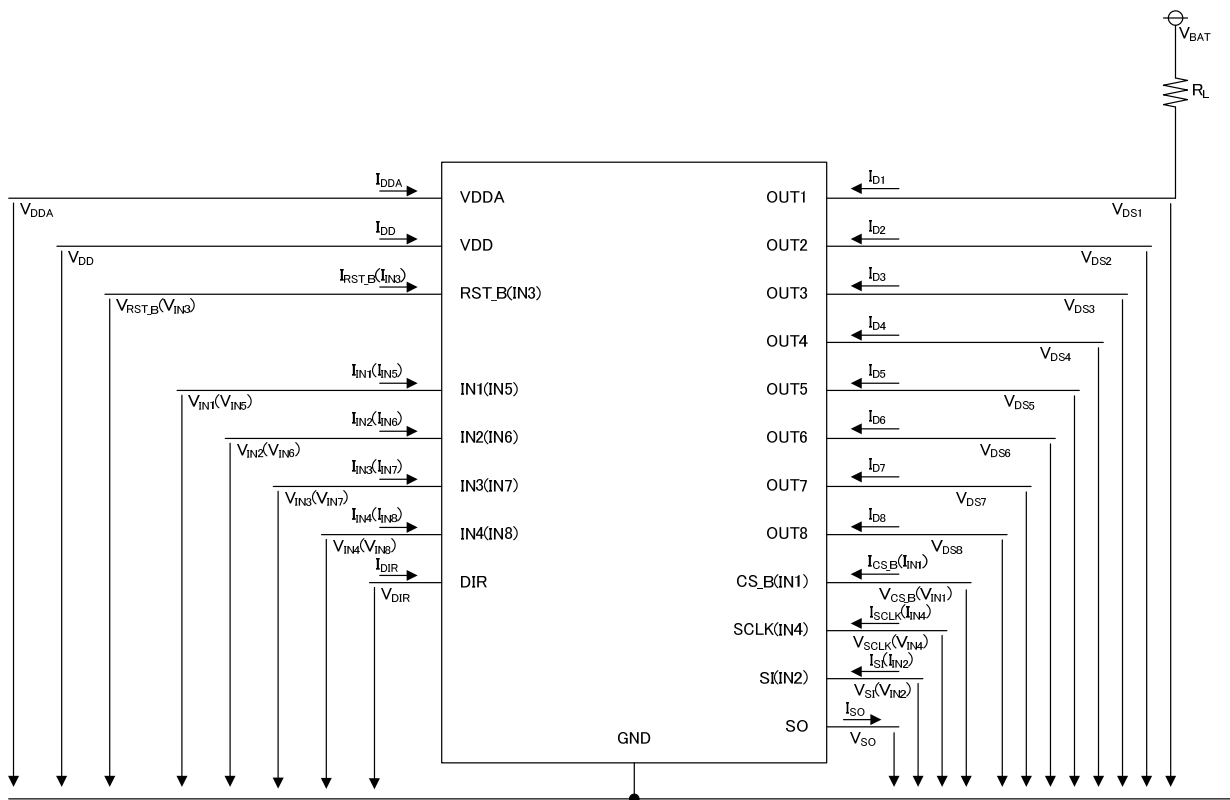 VBAT
RL
IDDA
VDDA
OUT1
ID1
VDDA
VDS1
IDD
VDD
OUT2
ID2
VDD
VDS2
IRST_B(IIN3)
RST_B(IN3)
OUT3
ID3
VRST_B(VIN3)
VDS3
OUT4
ID4
VDS4
IIN1(IIN5)
IN1(IN5)
OUT5
ID5
VIN1(VIN5)
VDS5
IIN2(IIN6)
IN2(IN6)
OUT6
ID6
VIN2(VIN6)
VDS6
IIN3(IIN7)
IN3(IN7)
OUT7
ID7
VIN3(VIN7)
VDS7
IIN4(IIN8)
IN4(IN8)
OUT8
ID8
VIN4(VIN8)
VDS8
IDIR
DIR
CS_B(IN1)
ICS_B(IIN1)
VDIR
VCS_B(VIN1)
SCLK(IN4)
ISCLK(IIN4)
VSCLK(VIN4)
SI(IN2)
ISI(IIN2)
VSI(VIN2)
SO
ISO
VSO
GND